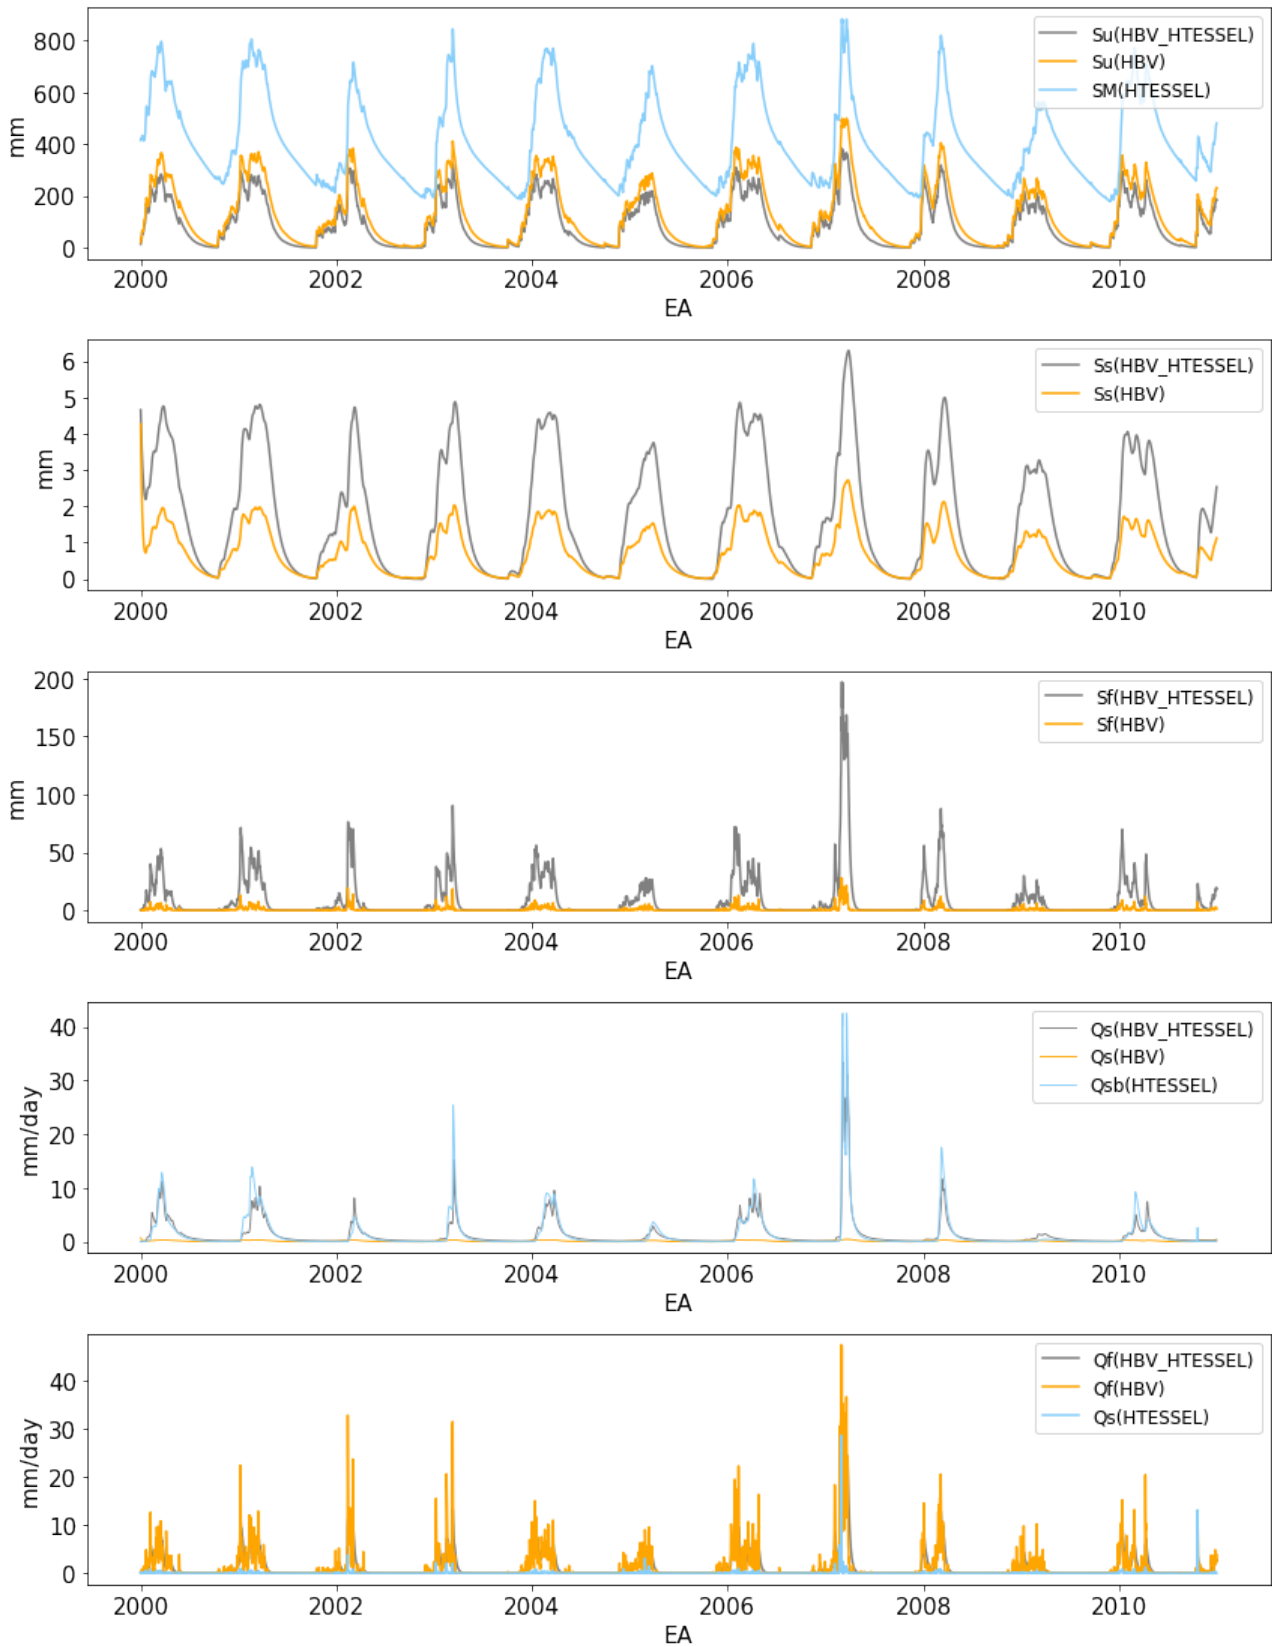 800
600
400
200
0
mm
Su(HBV_HTESSEL)
Su(HBV)
SM(HTESSEL)
2000 2002 2004 2006 2008 2010
EA
6
5
4
3
2
1
0
mm
Ss(HBV_HTESSEL)
Ss(HBV)
2000 2002 2004 2006 2008 2010
EA
200
150
100
50
0
mm
Sf(HBV_HTESSEL)
Sf(HBV)
2000 2002 2004 2006 2008 2010
EA
40
30
20
10
0
mm/day
Qs(HBV_HTESSEL)
Qs(HBV)
Qsb(HTESSEL)
2000 2002 2004 2006 2008 2010
EA
40
30
20
10
0
mm/day
Qf(HBV_HTESSEL)
Qf(HBV)
Qs(HTESSEL)
2000 2002 2004 2006 2008 2010
EA